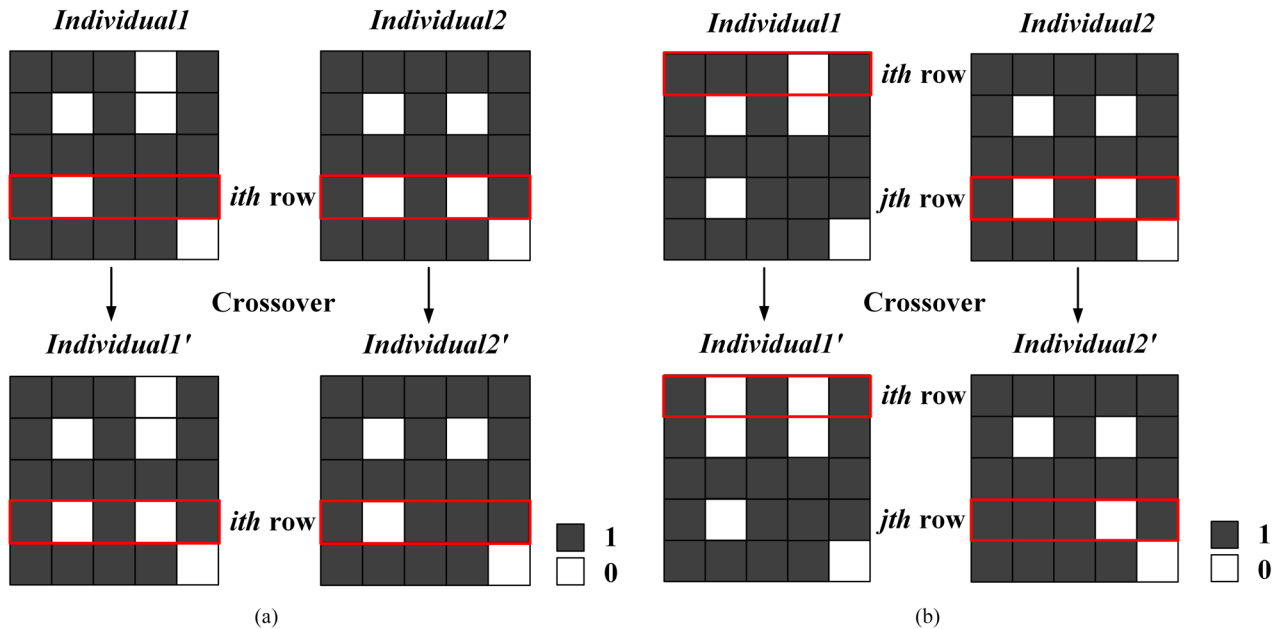 Individual1
Individual2
ith row
Crossover
Individual1'
Individual2'
ith row
1
0
(a)
Individual1
Individual2
ith row
jth row
Crossover
Individual1'
Individual2'
ith row
jth row
1
0
(b)